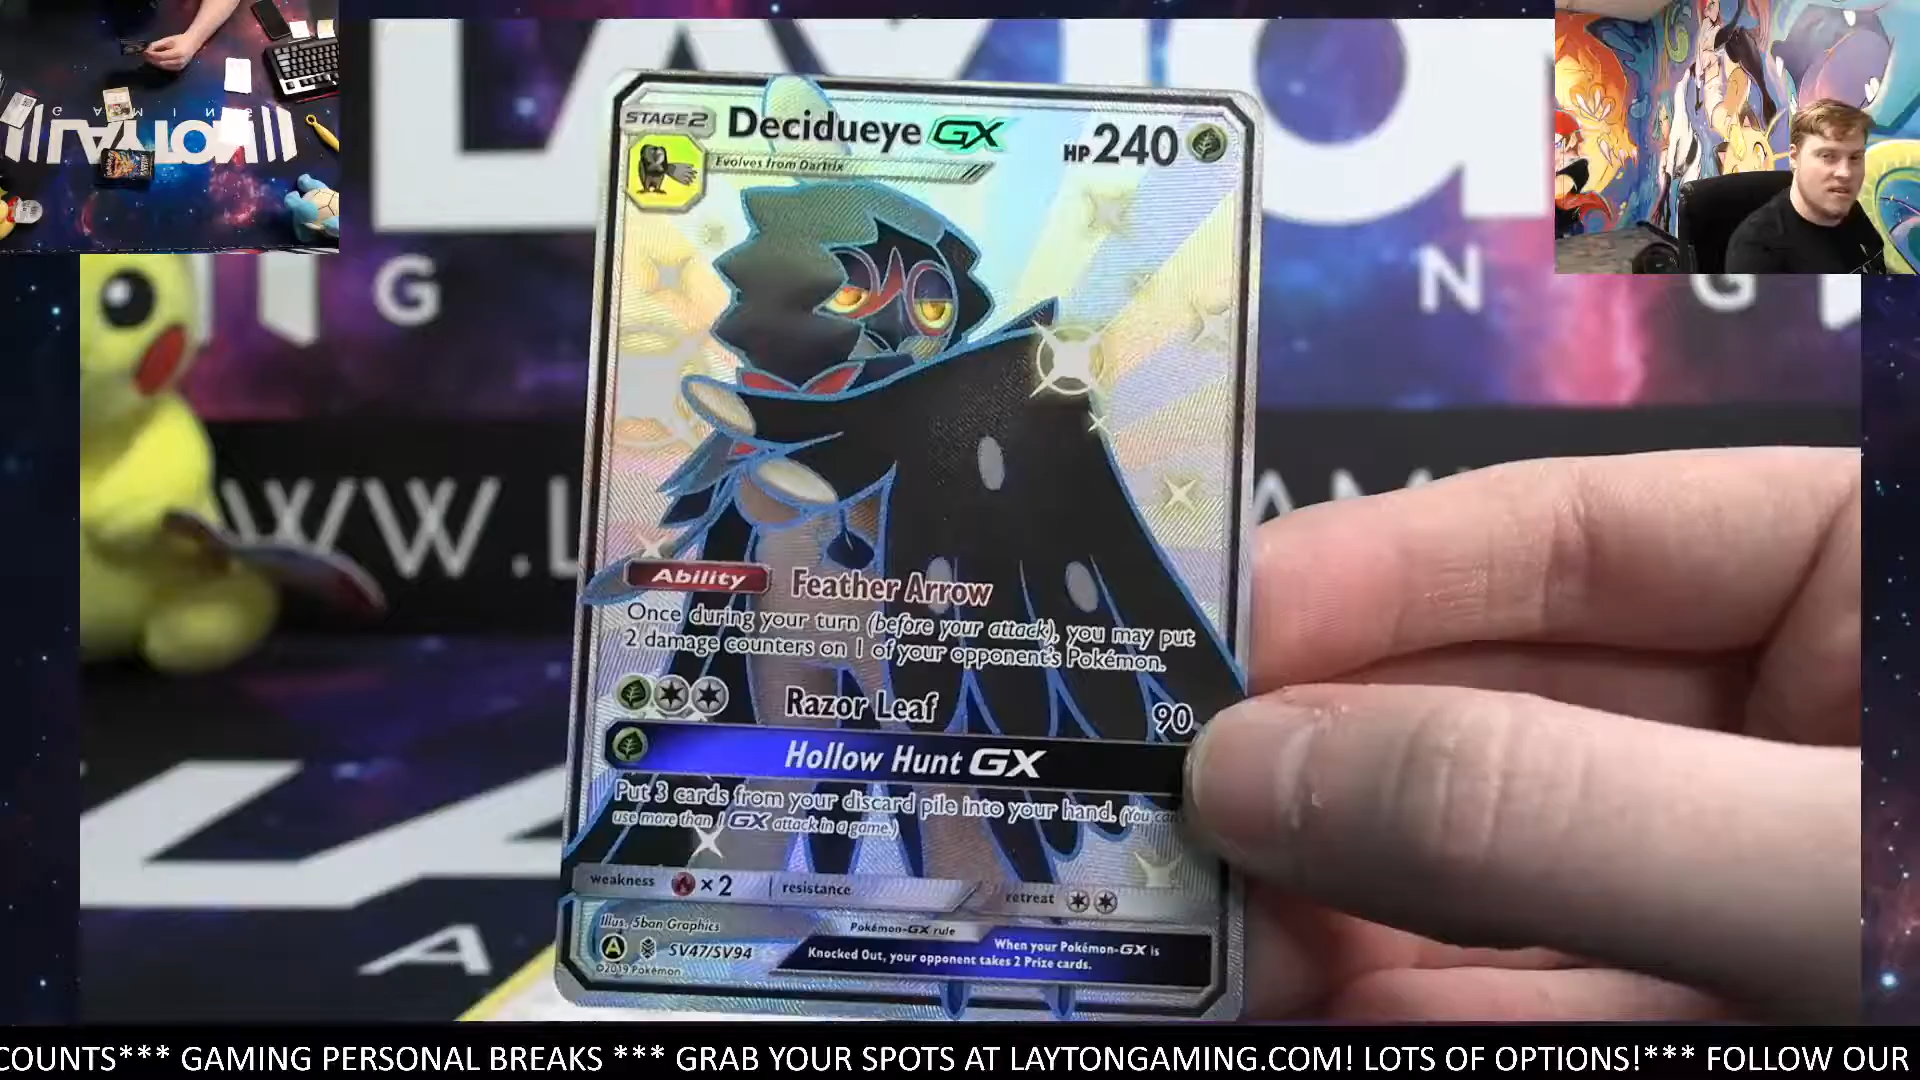 STAGE2 Decidueye GX HP240
Evolves from Dartrix
G
N G
WW.L
Ability Feather Arrow
Once during your turn (before your attack), you may put
2 damage counters on 1 of your opponent's Pokémon.
Razor Leaf 90
Hollow Hunt GX
Put 3 cards from your discard pile into your hand. (You can
use more than 1 GX attack in a game.)
weakness ×2 resistance retreat
Illus. 5ban Graphics
A SV47/SV94
©2019 Pokémon
Pokémon-GX rule
When your Pokémon-GX is
Knocked Out, your opponent takes 2 Prize cards.
A
COUNTS*** GAMING PERSONAL BREAKS *** GRAB YOUR SPOTS AT LAYTONGAMING.COM! LOTS OF OPTIONS!*** FOLLOW OUR